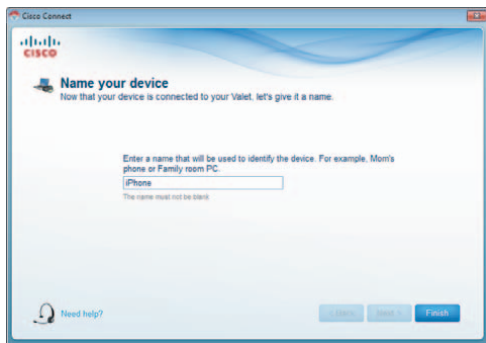 Cisco Connect
CISCO
Name your device
Now that your device is connected to your Valet, let's give it a name.
Enter a name that will be used to identify the device. For example, Mom's
phone or Family room PC.
iPhone
The name must not be blank
Need help?
Next >
Finish